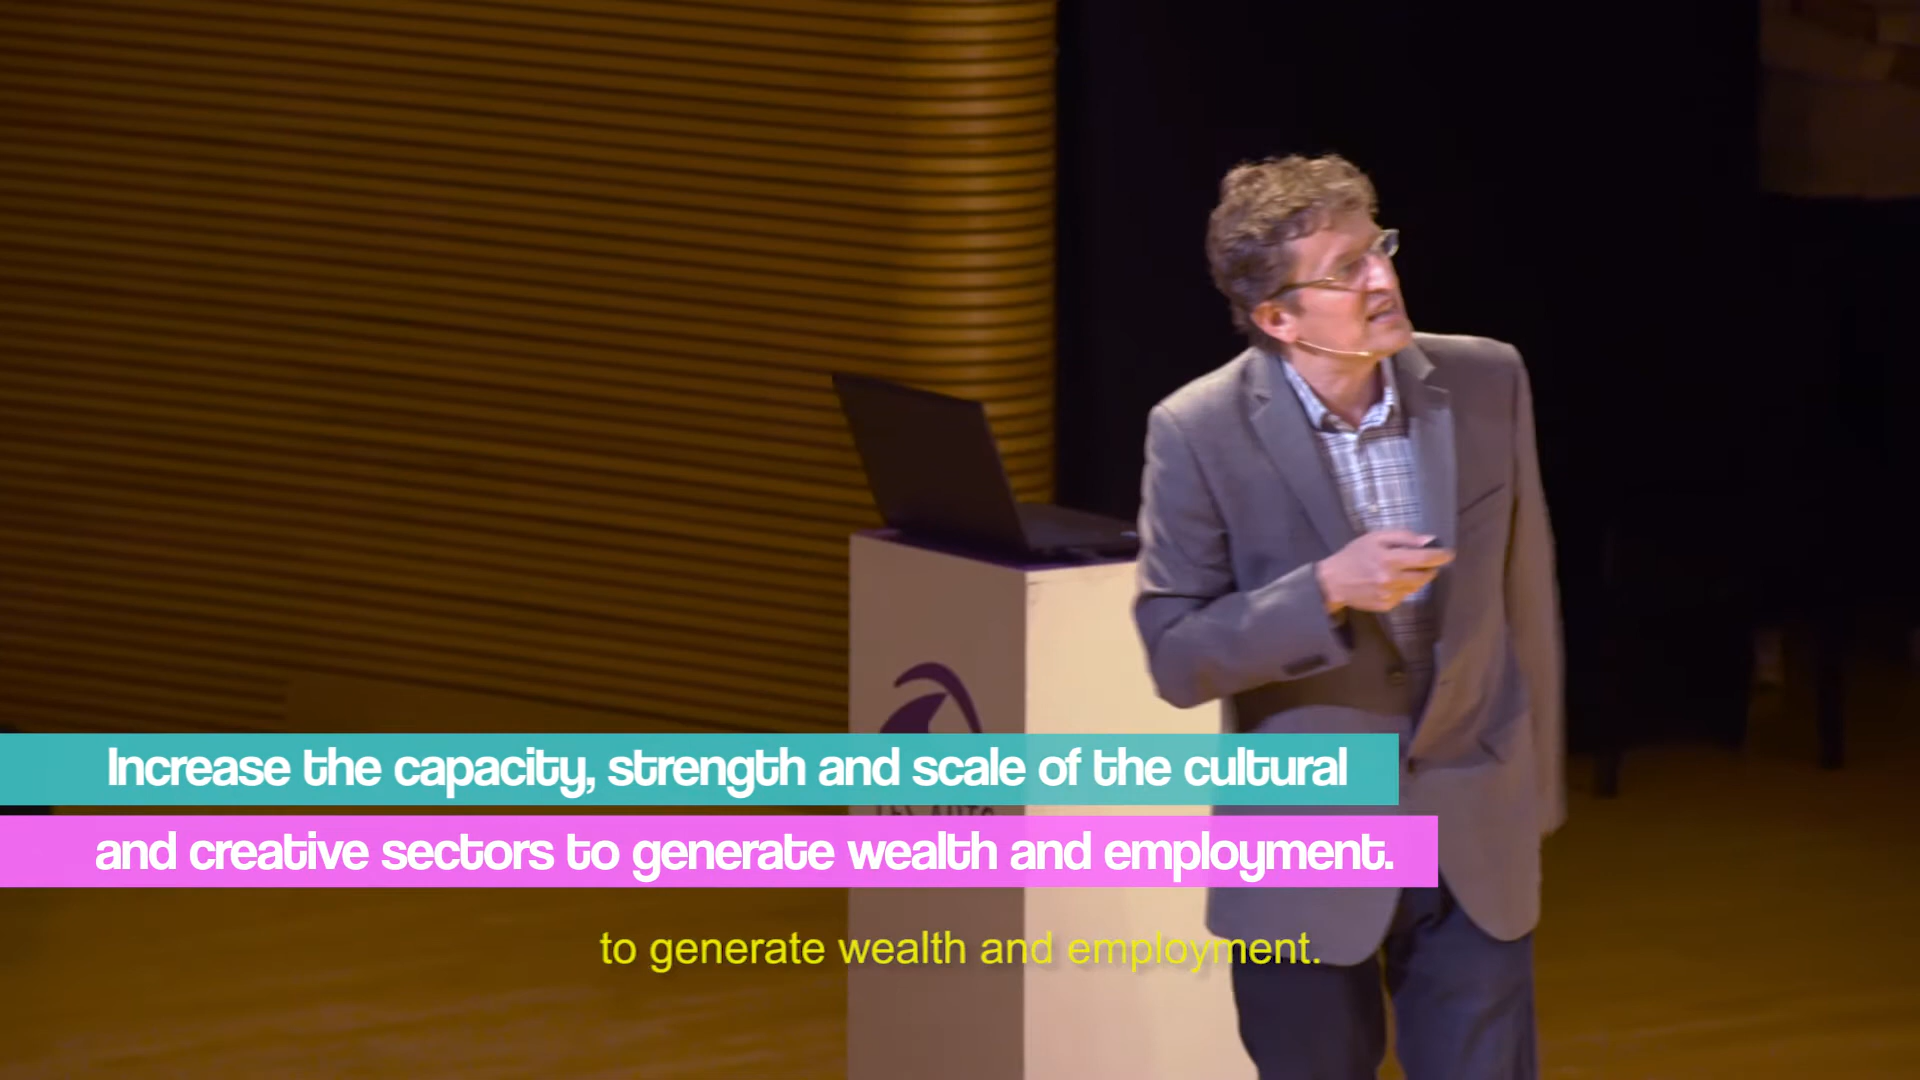 Increase the capacity, strength and scale of the cultural
and creative sectors to generate wealth and employment.
to generate wealth and employment.